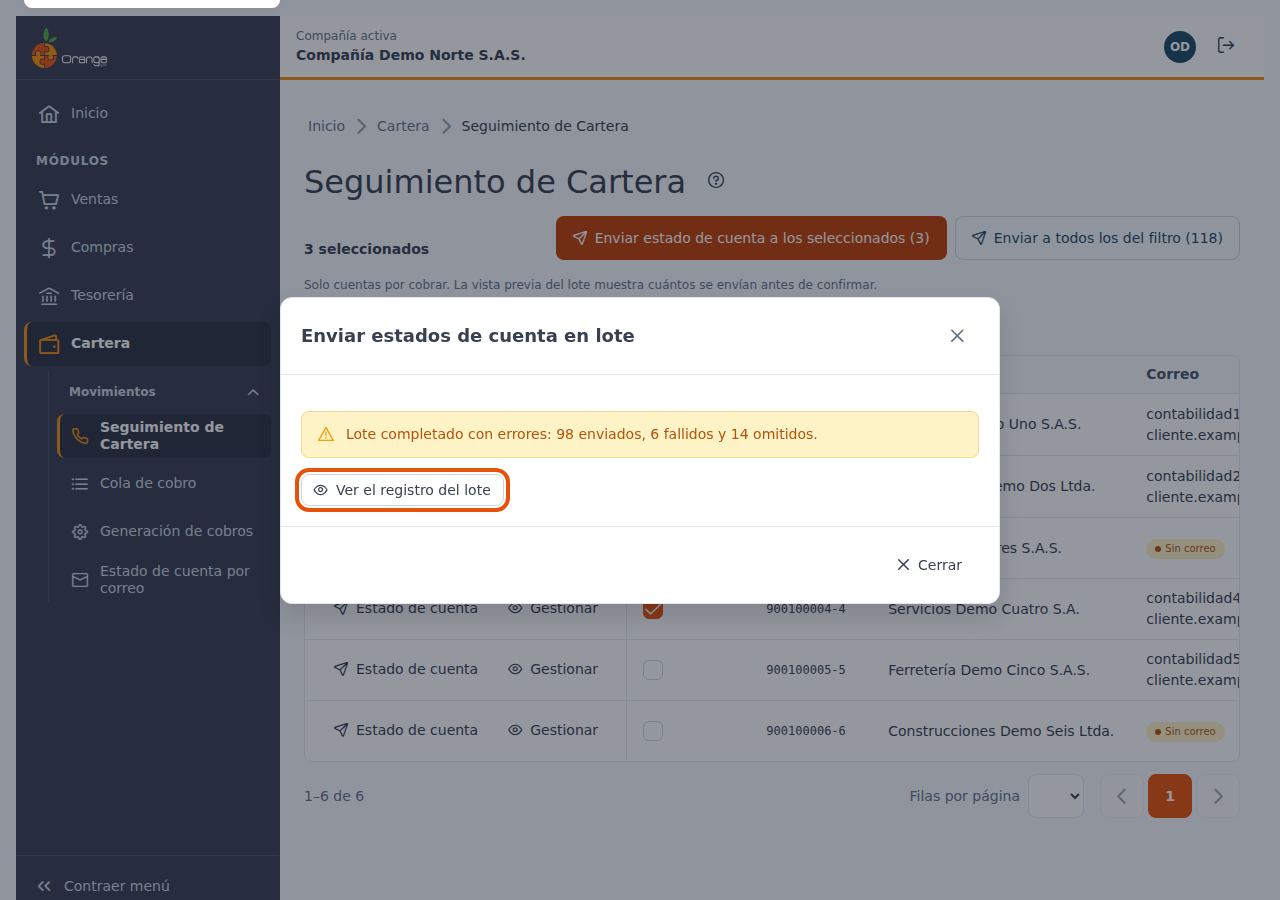 Orange
Compañía activa
Compañía Demo Norte S.A.S.
OD
Inicio
MÓDULOS
Ventas
Compras
Tesorería
Cartera
Movimientos
Seguimiento de
Cartera
Cola de cobro
Generación de cobros
Estado de cuenta por
correo
Contraer menú
Inicio
Cartera
Seguimiento de Cartera
Seguimiento de Cartera
3 seleccionados
Enviar estado de cuenta a los seleccionados (3)
Enviar a todos los del filtro (118)
Solo cuentas por cobrar. La vista previa del lote muestra cuántos se envían antes de confirmar.
Enviar estados de cuenta en lote
Lote completado con errores: 98 enviados, 6 fallidos y 14 omitidos.
Ver el registro del lote
Cerrar
Correo
o Uno S.A.S.
contabilidad1
cliente.examp
emo Dos Ltda.
contabilidad2
cliente.examp
res S.A.S.
Sin correo
Estado de cuenta
Gestionar
900100004-4
Servicios Demo Cuatro S.A.
contabilidad4
cliente.examp
Estado de cuenta
Gestionar
900100005-5
Ferretería Demo Cinco S.A.S.
contabilidad5
cliente.examp
Estado de cuenta
Gestionar
900100006-6
Construcciones Demo Seis Ltda.
Sin correo
1–6 de 6
Filas por página
1